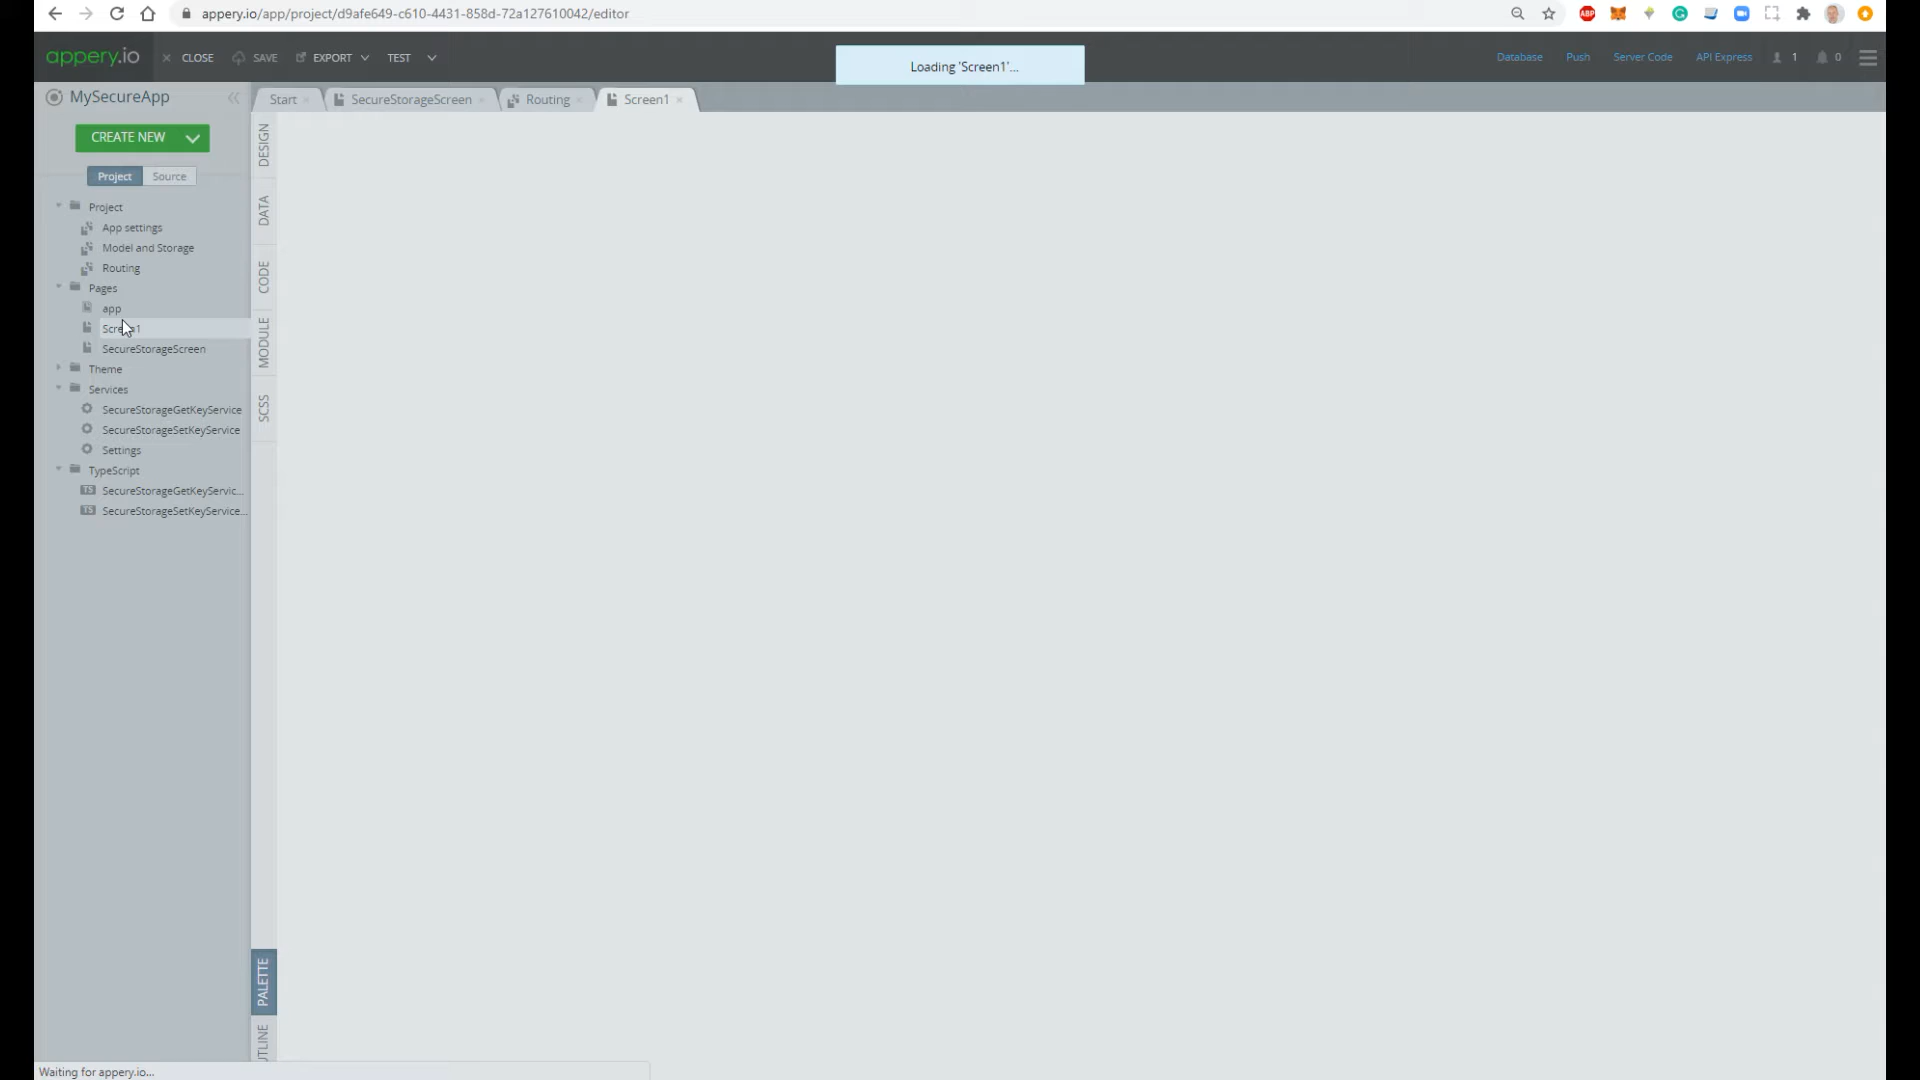 appery.io/app/project/d9afe649-c610-4431-858d-72a127610042/editor
ABP
appery.io
× CLOSE
SAVE
EXPORT
TEST
Loading 'Screen1'...
Database
Push
Server Code
API Express
1
0
MySecureApp
Start ×
SecureStorageScreen ×
Routing ×
Screen1 ×
CREATE NEW
Project
Source
Project
App settings
Model and Storage
Routing
Pages
app
SecureStorageScreen
Theme
Services
SecureStorageGetKeyService
SecureStorageSetKeyService
Settings
TypeScript
TS SecureStorageGetKeyServic...
TS SecureStorageSetKeyService...
DESIGN
DATA
CODE
MODULE
SCSS
PALETTE
Waiting for appery.io...